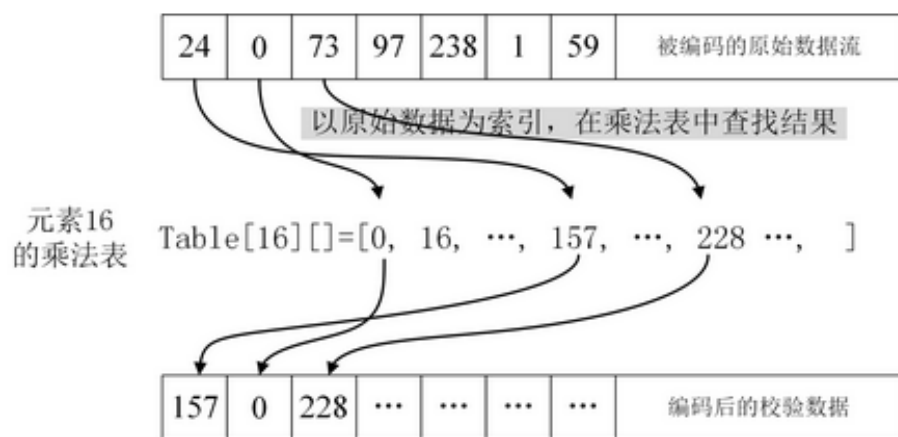 24 0 73 97 238 1 59 被编码的原始数据流
以原始数据为索引，在乘法表中查找结果
元素16
的乘法表
Table[16][]=[0, 16, …, 157, …, 228 …, ]
157 0 228 … … … … 编码后的校验数据